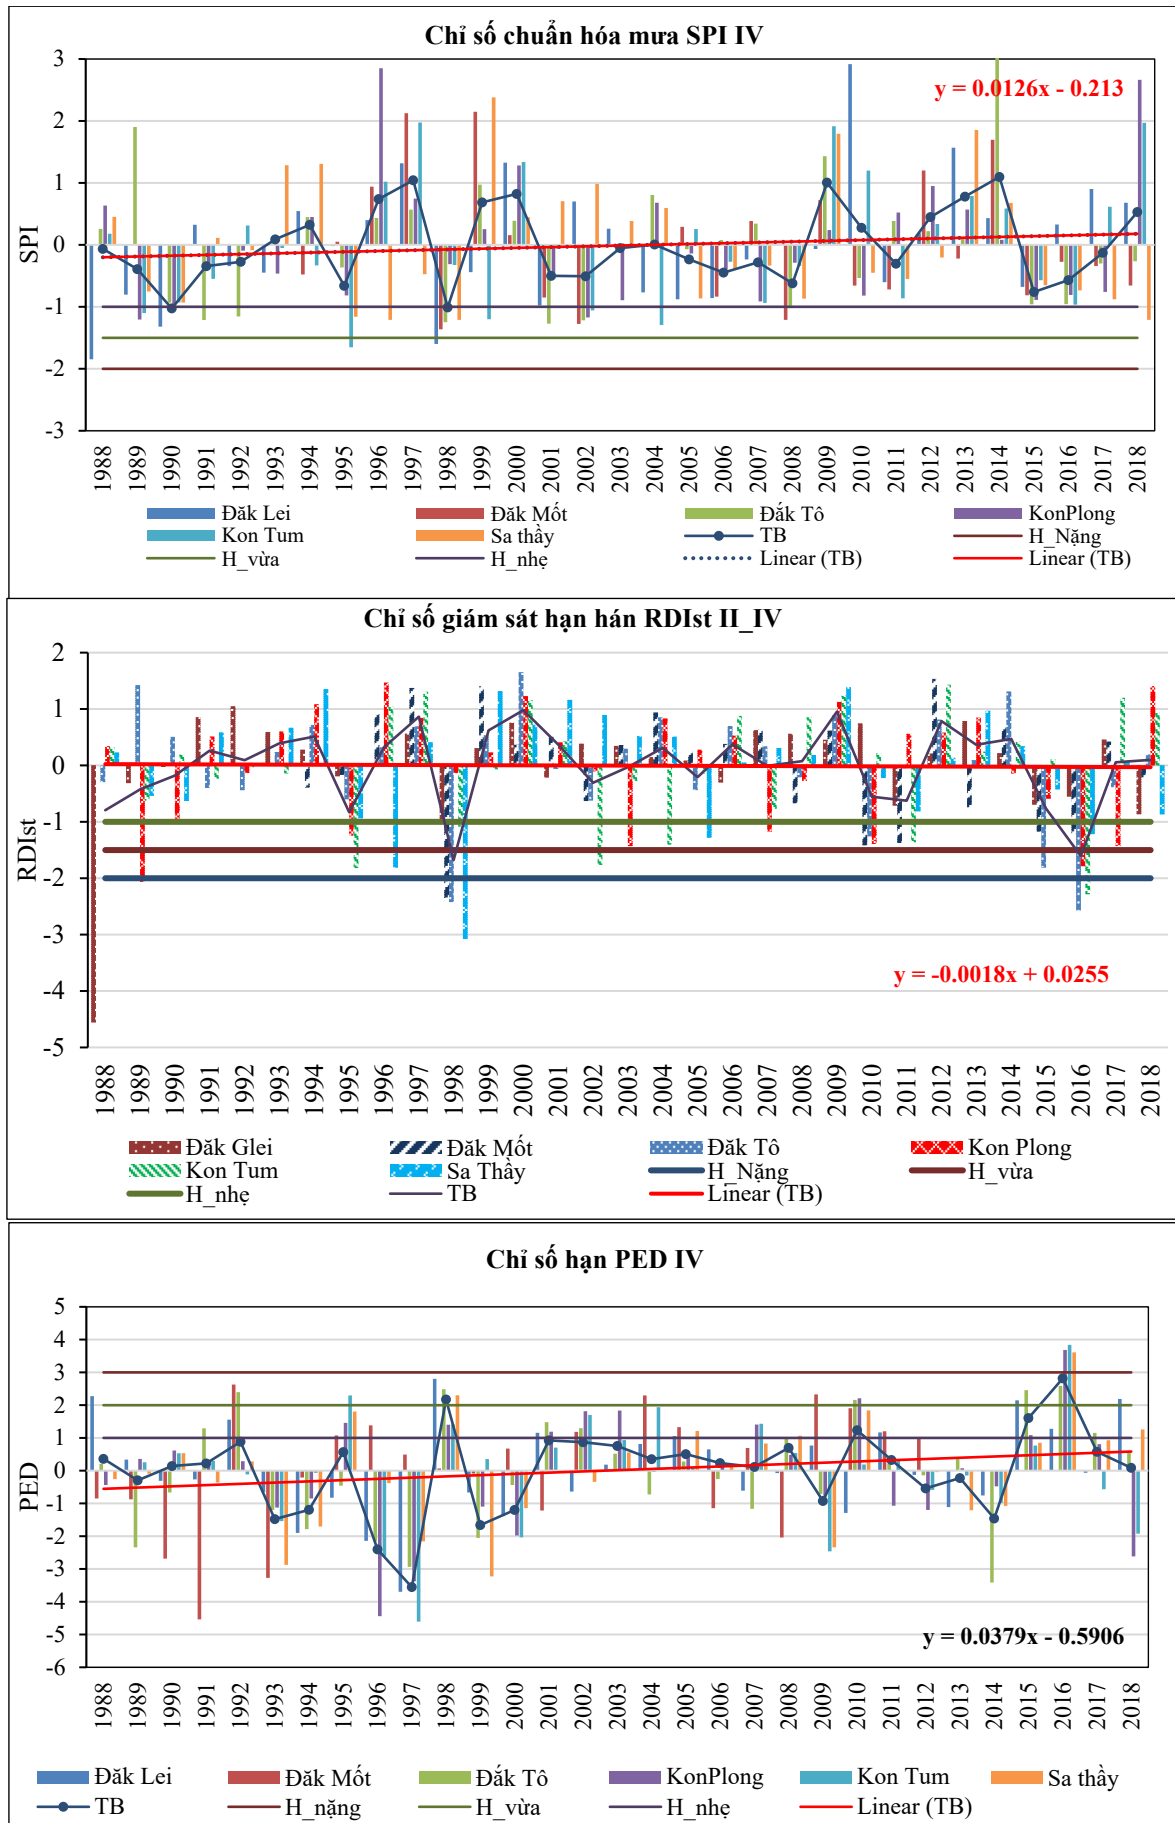 Chỉ số chuẩn hóa mưa SPI IV
y = 0.0126x - 0.213
SPI
3
2
1
0
-1
-2
-3
1988 1989 1990 1991 1992 1993 1994 1995 1996 1997 1998 1999 2000 2001 2002 2003 2004 2005 2006 2007 2008 2009 2010 2011 2012 2013 2014 2015 2016 2017 2018
Đăk Lei Đăk Mốt Đắk Tô KonPlong
Kon Tum Sa thầy TB H_Nặng
H_vừa H_nhẹ Linear (TB) Linear (TB)
Chỉ số giám sát hạn hán RDIst II_IV
RDIst
2
1
0
-1
-2
-3
-4
-5
y = -0.0018x + 0.0255
1988 1989 1990 1991 1992 1993 1994 1995 1996 1997 1998 1999 2000 2001 2002 2003 2004 2005 2006 2007 2008 2009 2010 2011 2012 2013 2014 2015 2016 2017 2018
Đăk Glei Đăk Mốt Đăk Tô Kon Plong
Kon Tum Sa Thầy H_Nặng H_vừa
H_nhẹ TB Linear (TB)
Chỉ số hạn PED IV
PED
5
4
3
2
1
0
-1
-2
-3
-4
-5
-6
y = 0.0379x - 0.5906
1988 1989 1990 1991 1992 1993 1994 1995 1996 1997 1998 1999 2000 2001 2002 2003 2004 2005 2006 2007 2008 2009 2010 2011 2012 2013 2014 2015 2016 2017 2018
Đăk Lei Đăk Mốt Đắk Tô KonPlong Kon Tum Sa thầy
TB H_nặng H_vừa H_nhẹ Linear (TB)